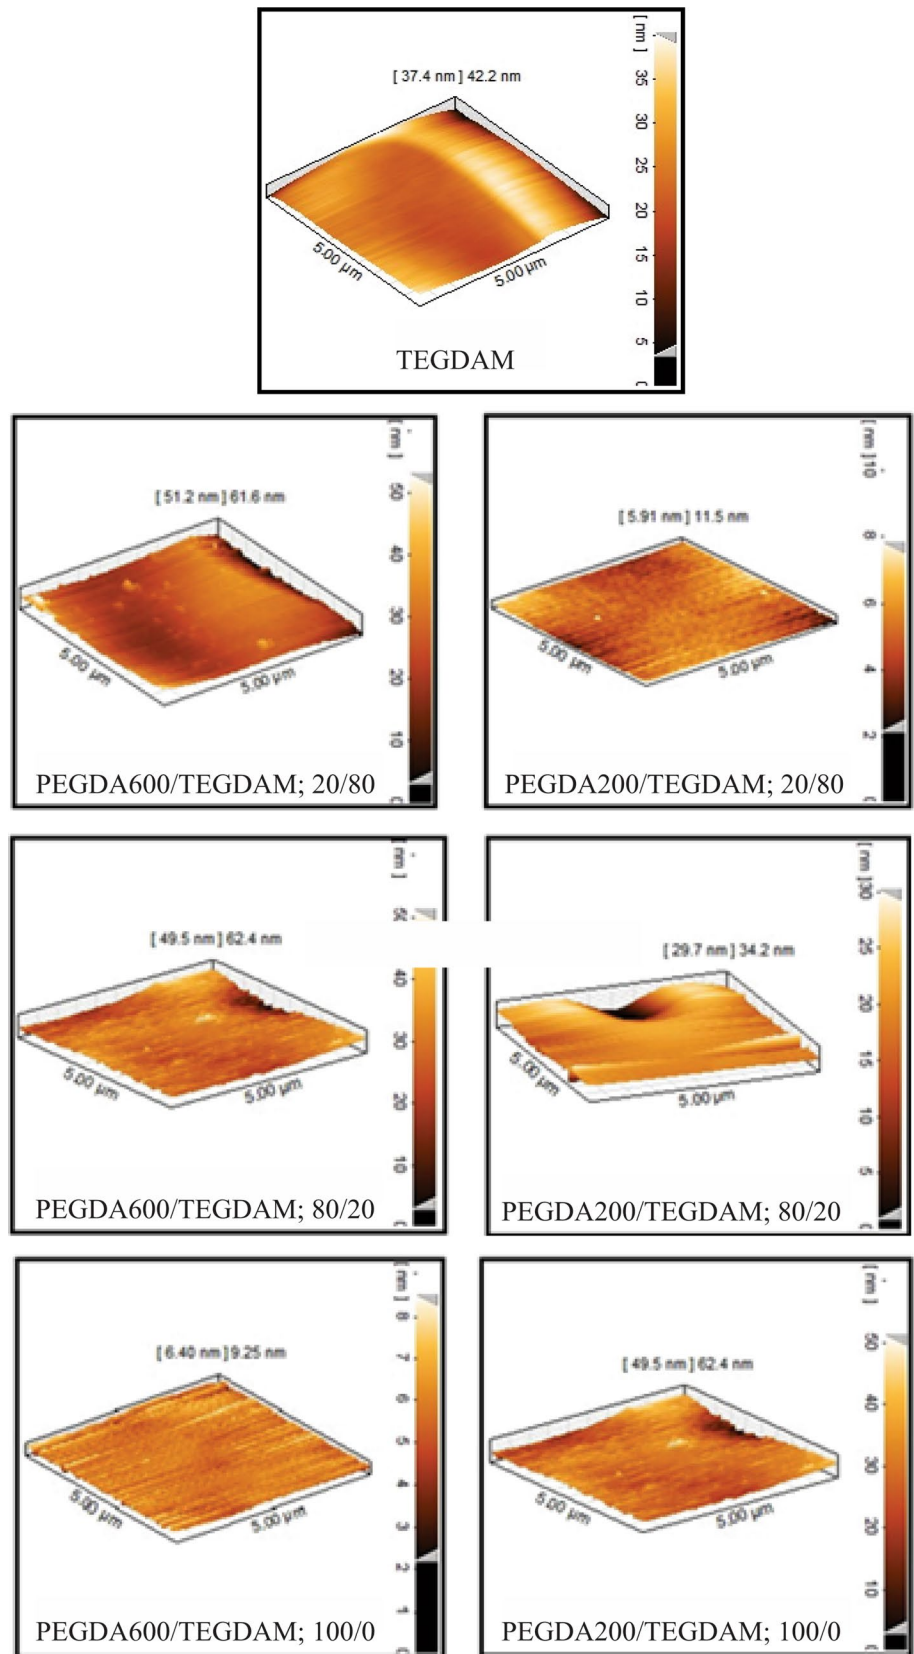 [ nm ]
[ 37.4 nm ] 42.2 nm
35
30
25
20
15
10
5
0
5.00 µm
5.00 µm
TEGDAM
[ nm ]
[ 51.2 nm ] 61.6 nm
50
40
30
20
10
0
5.00 µm
5.00 µm
PEGDA600/TEGDAM; 20/80
[ nm ]
10
[ 5.91 nm ] 11.5 nm
8
6
4
2
0
5.00 µm
5.00 µm
PEGDA200/TEGDAM; 20/80
[ nm ]
[ 49.5 nm ] 62.4 nm
40
30
20
10
0
5.00 µm
5.00 µm
PEGDA600/TEGDAM; 80/20
[ nm ]
30
[ 29.7 nm ] 34.2 nm
25
20
15
10
5
0
5.00 µm
5.00 µm
PEGDA200/TEGDAM; 80/20
[ nm ]
[ 6.40 nm ] 9.25 nm
8
7
6
5
4
3
2
1
0
5.00 µm
5.00 µm
PEGDA600/TEGDAM; 100/0
[ nm ]
[ 49.5 nm ] 62.4 nm
50
40
30
20
10
0
5.00 µm
5.00 µm
PEGDA200/TEGDAM; 100/0